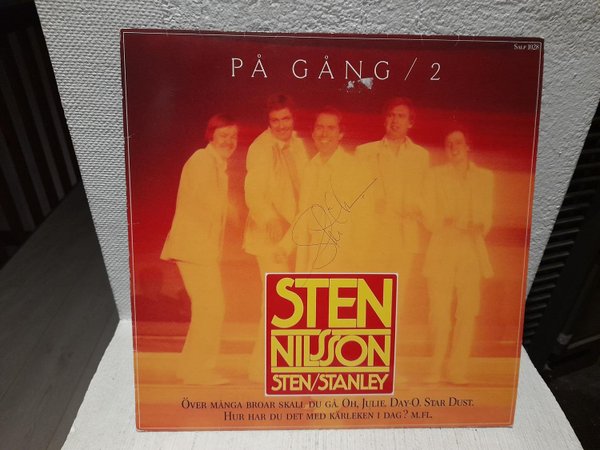 SMLP 1028
PÅ GÅNG / 2
STEN
NILSSON
STEN/STANLEY
ÖVER MÅNGA BROAR SKALL DU GÅ. OH, JULIE. DAY-O. STAR DUST.
HUR HAR DU DET MED KÄRLEKEN I DAG? M.FL.